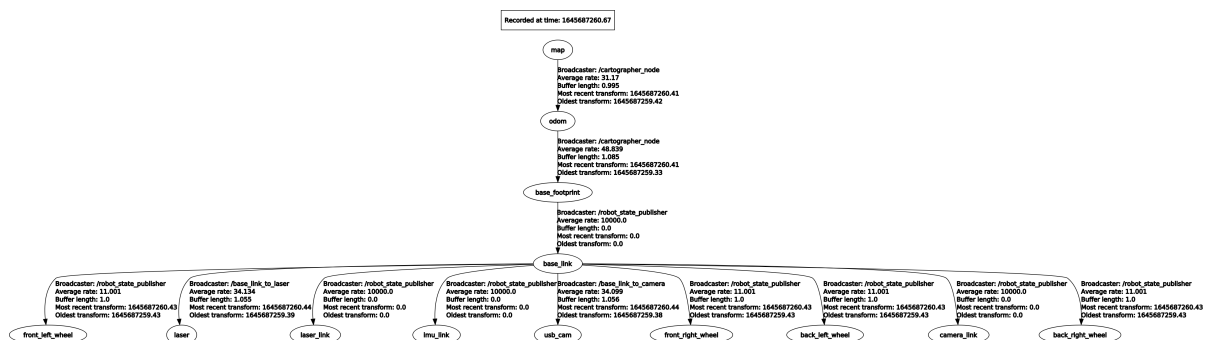 Recorded at time: 1645687260.67
map
Broadcaster: /cartographer_node
Average rate: 31.17
Buffer length: 0.995
Most recent transform: 1645687260.41
Oldest transform: 1645687259.42
odom
Broadcaster: /cartographer_node
Average rate: 48.839
Buffer length: 1.085
Most recent transform: 1645687260.41
Oldest transform: 1645687259.33
base_footprint
Broadcaster: /robot_state_publisher
Average rate: 10000.0
Buffer length: 0.0
Most recent transform: 0.0
Oldest transform: 0.0
base_link
Broadcaster: /robot_state_publisher
Average rate: 11.001
Buffer length: 1.0
Most recent transform: 1645687260.43
Oldest transform: 1645687259.43
front_left_wheel
Broadcaster: /base_link_to_laser
Average rate: 34.134
Buffer length: 1.055
Most recent transform: 1645687260.44
Oldest transform: 1645687259.39
laser
Broadcaster: /robot_state_publisher
Average rate: 10000.0
Buffer length: 0.0
Most recent transform: 0.0
Oldest transform: 0.0
laser_link
Broadcaster: /robot_state_publisher
Average rate: 10000.0
Buffer length: 0.0
Most recent transform: 0.0
Oldest transform: 0.0
imu_link
Broadcaster: /base_link_to_camera
Average rate: 34.099
Buffer length: 1.056
Most recent transform: 1645687260.44
Oldest transform: 1645687259.38
usb_cam
Broadcaster: /robot_state_publisher
Average rate: 11.001
Buffer length: 1.0
Most recent transform: 1645687260.43
Oldest transform: 1645687259.43
front_right_wheel
Broadcaster: /robot_state_publisher
Average rate: 11.001
Buffer length: 1.0
Most recent transform: 1645687260.43
Oldest transform: 1645687259.43
back_left_wheel
Broadcaster: /robot_state_publisher
Average rate: 10000.0
Buffer length: 0.0
Most recent transform: 0.0
Oldest transform: 0.0
camera_link
Broadcaster: /robot_state_publisher
Average rate: 11.001
Buffer length: 1.0
Most recent transform: 1645687260.43
Oldest transform: 1645687259.43
back_right_wheel